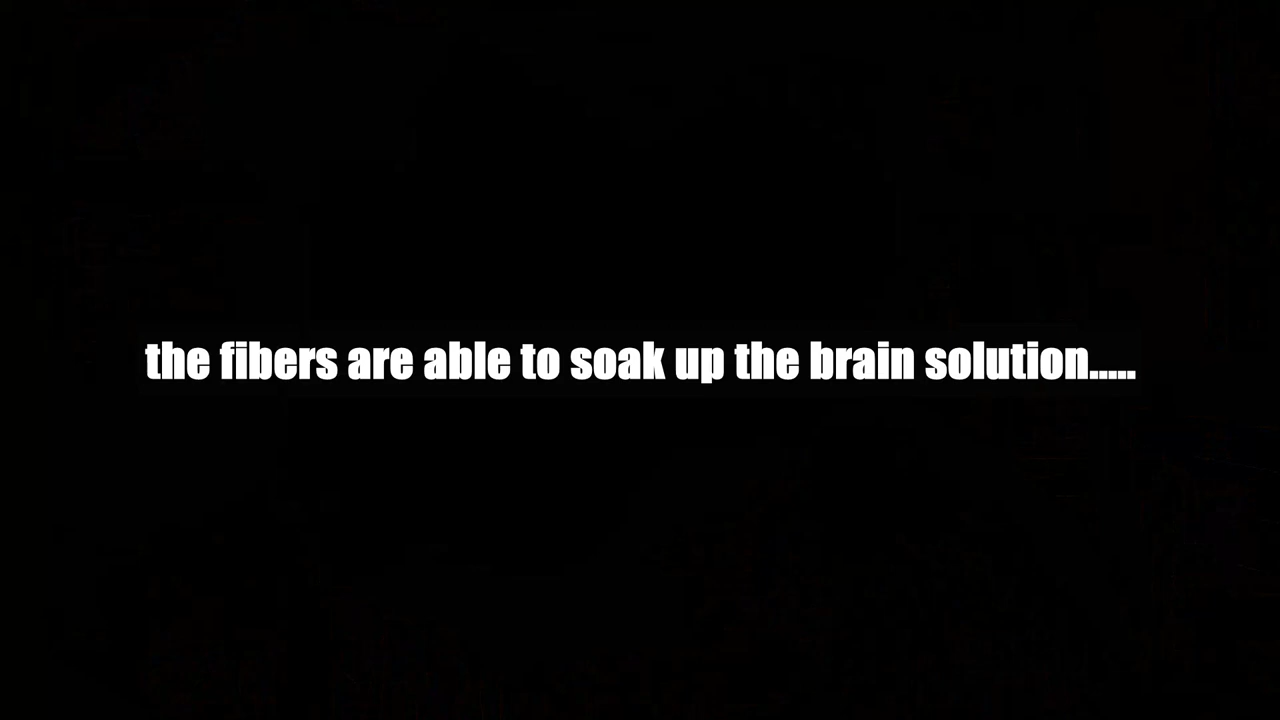 the fibers are able to soak up the brain solution.....